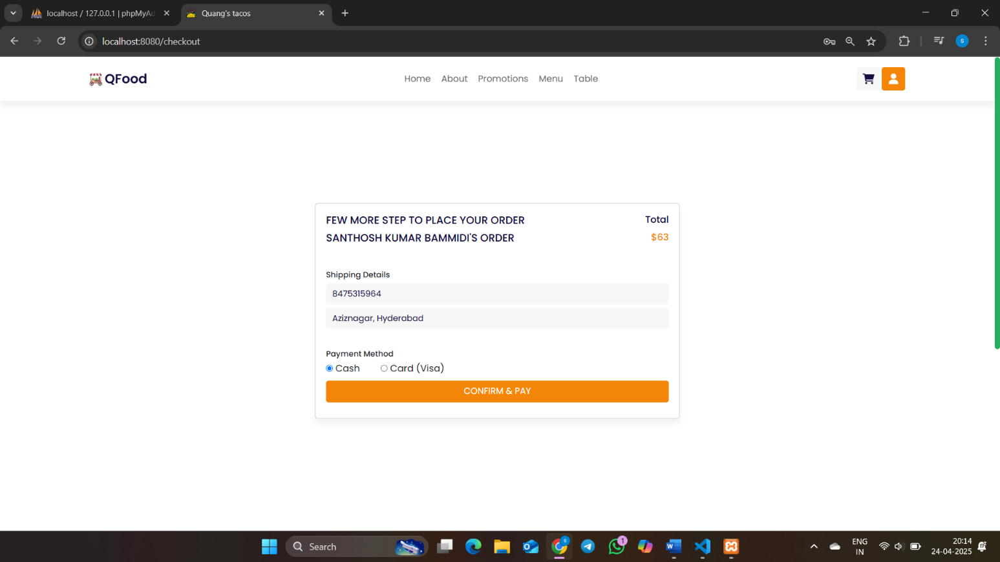 localhost / 127.0.0.1 | phpMyAd
Quang's tacos
localhost:8080/checkout
S
QFood
Home
About
Promotions
Menu
Table
FEW MORE STEP TO PLACE YOUR ORDER
Total
SANTHOSH KUMAR BAMMIDI'S ORDER
$63
Shipping Details
8475315964
Aziznagar, Hyderabad
Payment Method
Cash
Card (Visa)
CONFIRM & PAY
Search
1
ENG
IN
20:14
24-04-2025